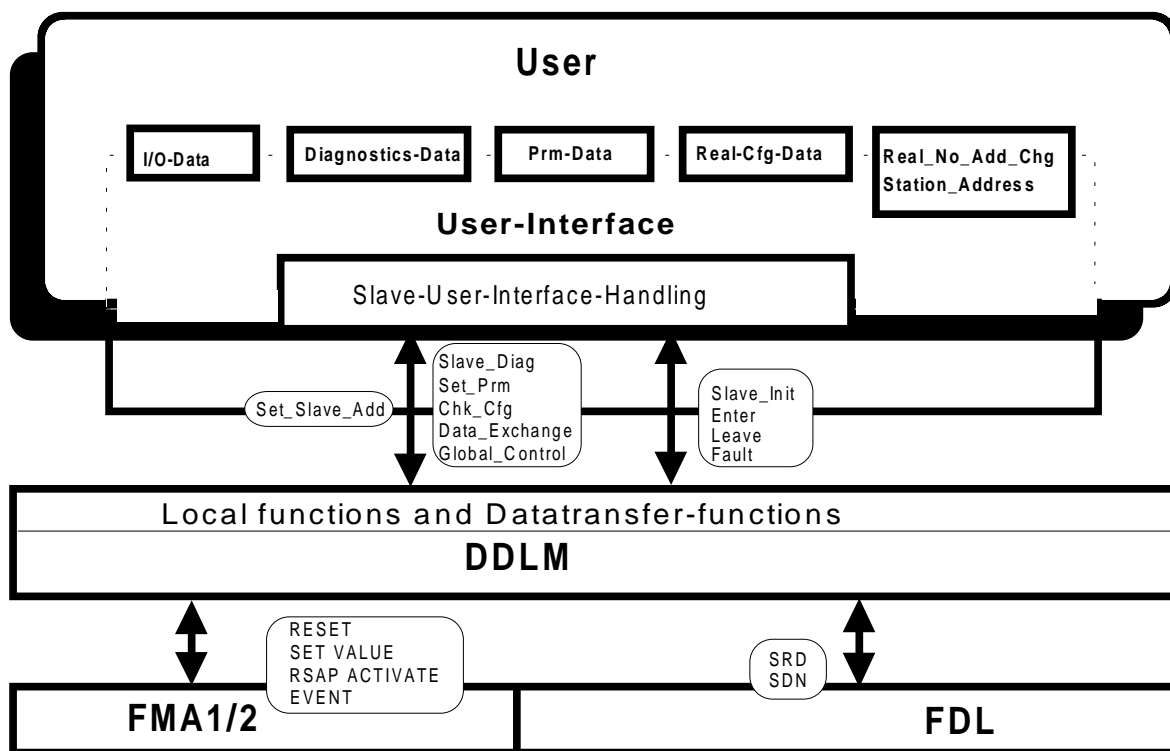 User
I/O-Data
Diagnostics-Data
Prm-Data
Real-Cfg-Data
Real_No_Add_Chg
Station_Address
User-Interface
Slave-User-Interface-Handling
Set_Slave_Add
Slave_Diag
Set_Prm
Chk_Cfg
Data_Exchange
Global_Control
Slave_Init
Enter
Leave
Fault
Local functions and Datatransfer-functions
DDLM
RESET
SET VALUE
RSAP ACTIVATE
EVENT
SRD
SDN
FMA1/2
FDL